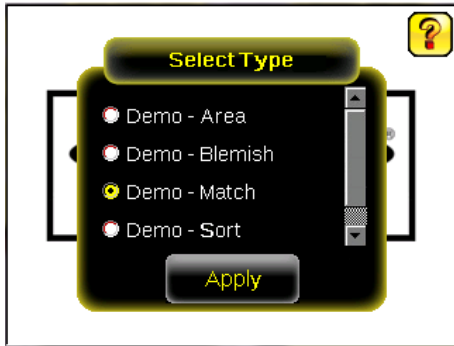 ?
Select Type
Demo - Area
Demo - Blemish
Demo - Match
Demo - Sort
Apply